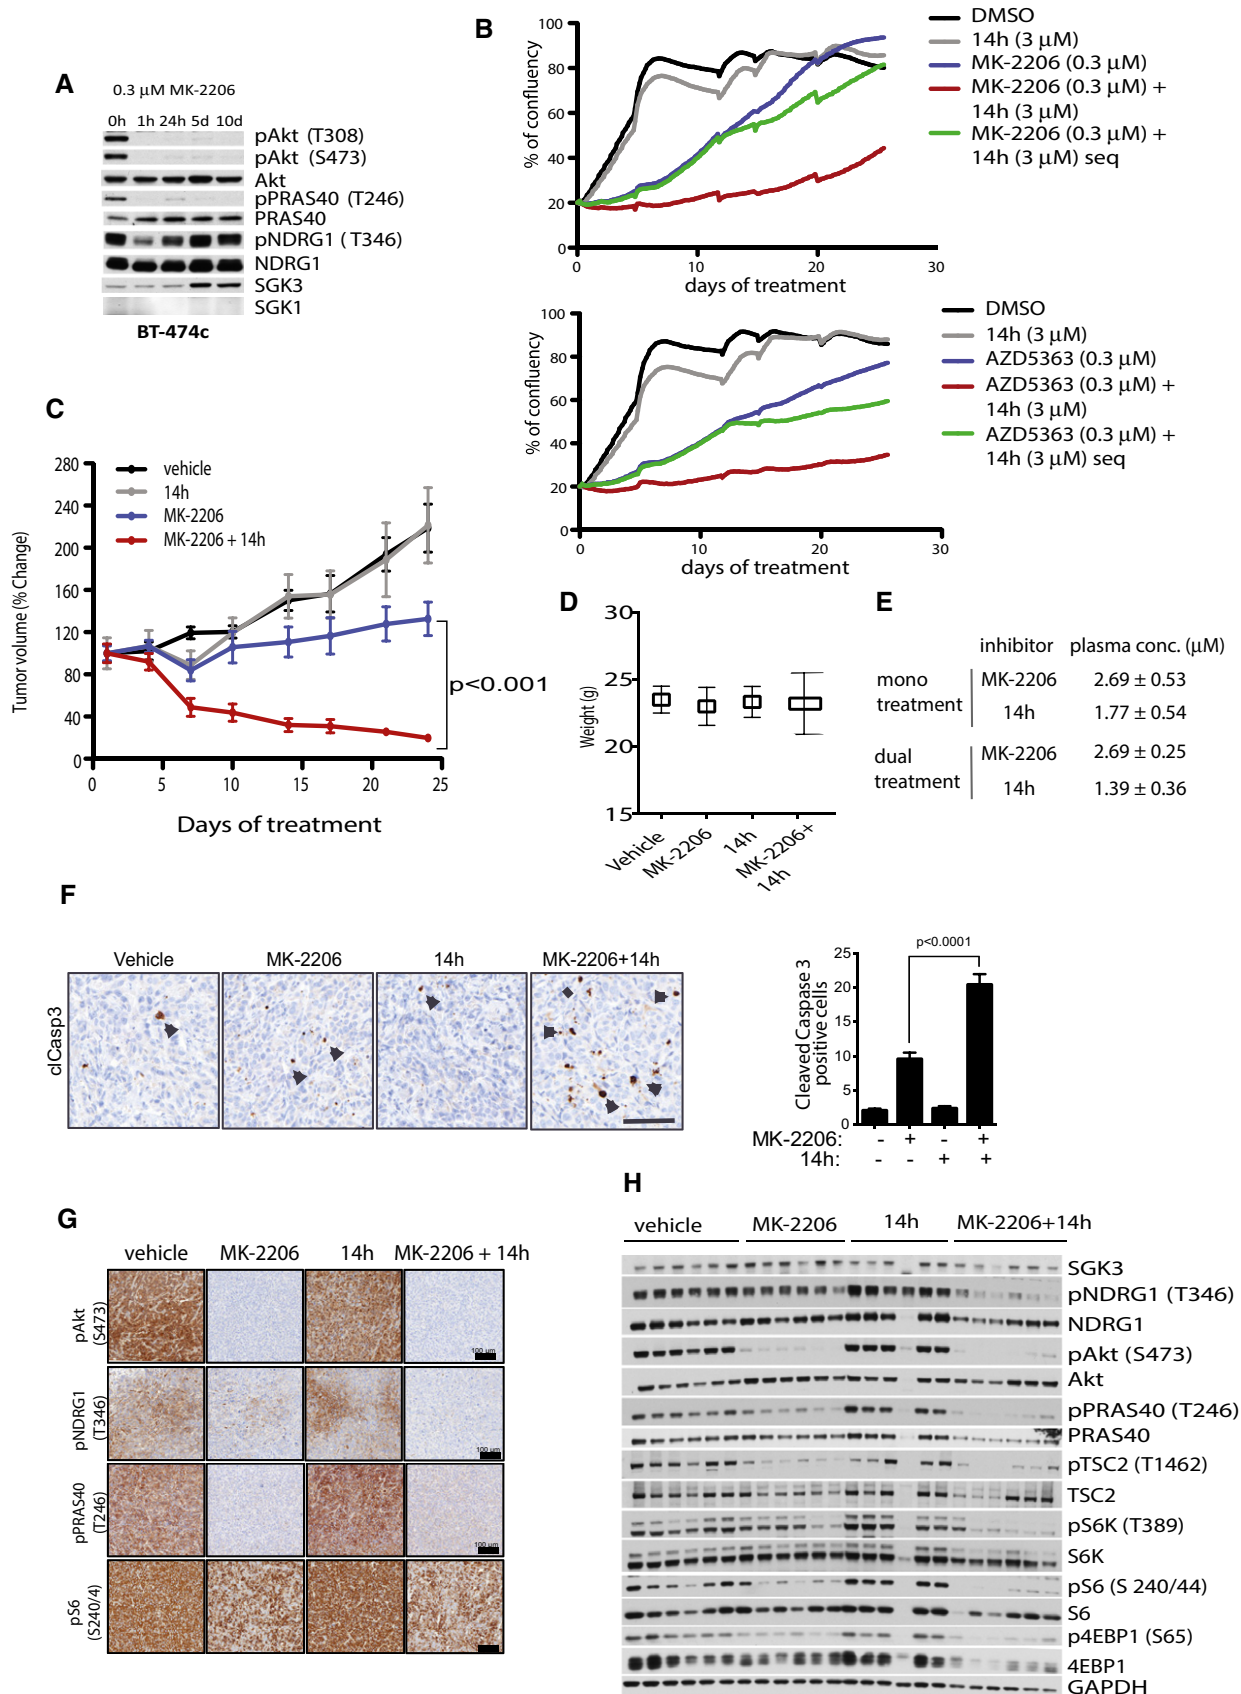 A
0.3 µM MK-2206
0h 1h 24h 5d 10d
pAkt (T308)
pAkt (S473)
Akt
pPRAS40 (T246)
PRAS40
pNDRG1 (T346)
NDRG1
SGK3
SGK1
BT-474c
B
% of confluency
100
80
60
40
20
0
0 10 20 30
days of treatment
DMSO
14h (3 µM)
MK-2206 (0.3 µM)
MK-2206 (0.3 µM) +
14h (3 µM)
MK-2206 (0.3 µM) +
14h (3 µM) seq
% of confluency
100
80
60
40
20
0
0 10 20 30
days of treatment
DMSO
14h (3 µM)
AZD5363 (0.3 µM)
AZD5363 (0.3 µM) +
14h (3 µM)
AZD5363 (0.3 µM) +
14h (3 µM) seq
C
Tumor volume (% Change)
280
240
200
160
120
80
40
0
0 5 10 15 20 25
Days of treatment
vehicle
14h
MK-2206
MK-2206 + 14h
p<0.001
D
Weight (g)
30
25
20
15
Vehicle
MK-2206
14h
MK-2206+
14h
E
inhibitor plasma conc. (µM)
mono treatment
MK-2206 2.69 ± 0.53
14h 1.77 ± 0.54
dual treatment
MK-2206 2.69 ± 0.25
14h 1.39 ± 0.36
F
Vehicle MK-2206 14h MK-2206+14h
clCasp3
Cleaved Caspase 3
positive cells
25
20
15
10
5
0
p<0.0001
MK-2206: - + - +
14h: - - + +
G
vehicle MK-2206 14h MK-2206 + 14h
pAkt
(S473)
100 µm
pNDRG1
(T346)
100 µm
pPRAS40
(T246)
100 µm
pS6
(S240/4)
H
vehicle MK-2206 14h MK-2206+14h
SGK3
pNDRG1 (T346)
NDRG1
pAkt (S473)
Akt
pPRAS40 (T246)
PRAS40
pTSC2 (T1462)
TSC2
pS6K (T389)
S6K
pS6 (S 240/44)
S6
p4EBP1 (S65)
4EBP1
GAPDH